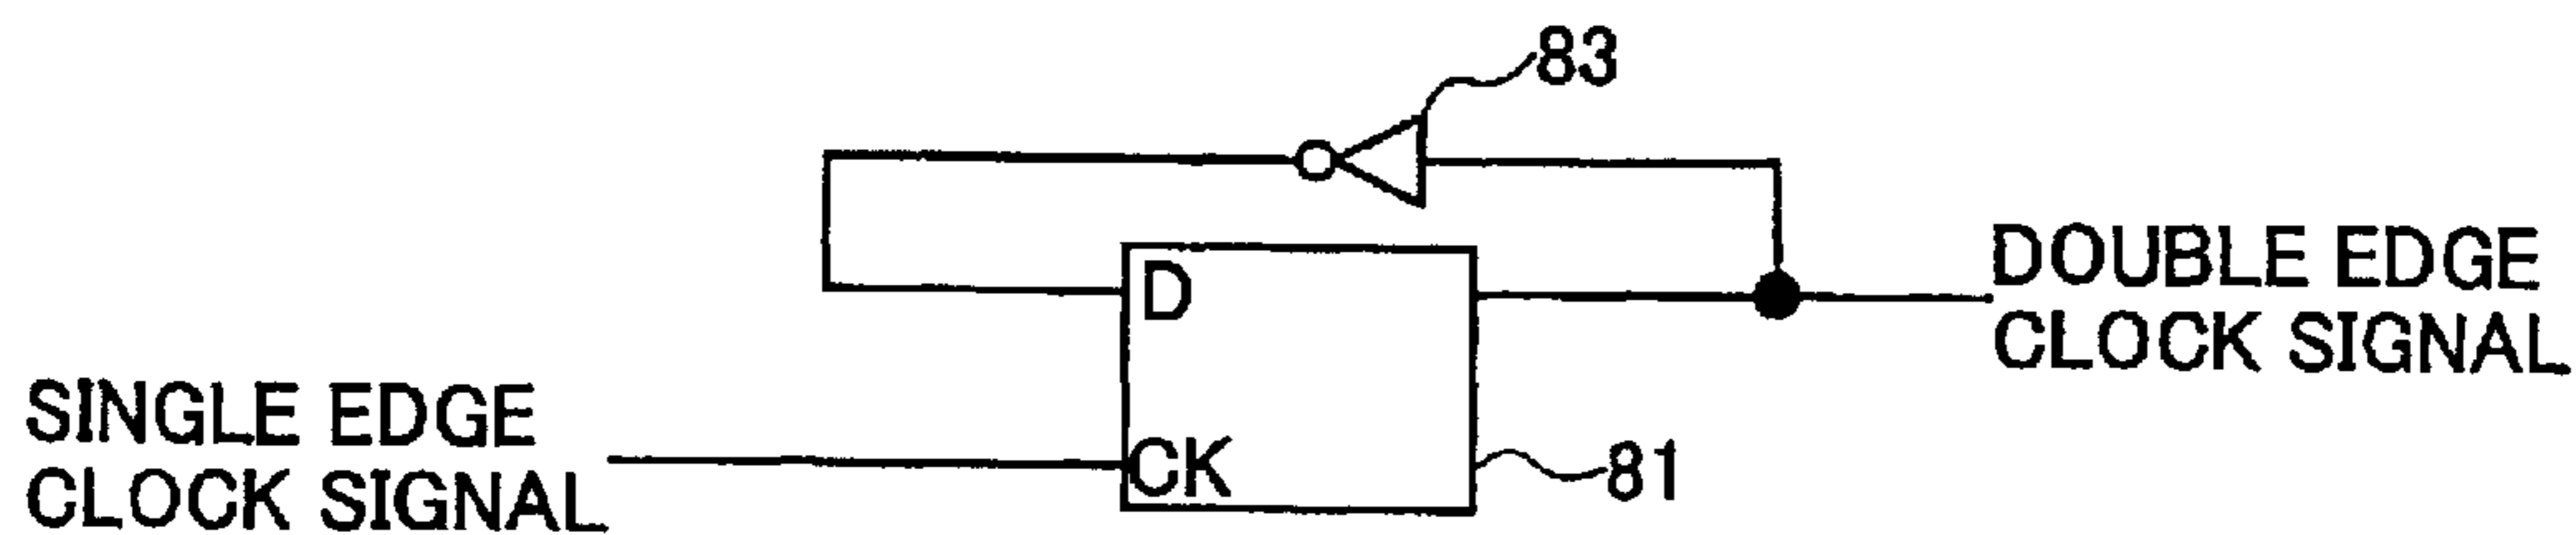 83
D
DOUBLE EDGE
CLOCK SIGNAL
SINGLE EDGE
CLOCK SIGNAL
CK
81